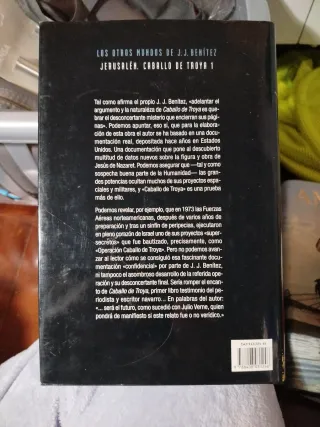 LOS OTROS MUNDOS DE J.J. BENÍTEZ
JERUSALÉN. CABALLO DE TROYA 1
Tal como afirma el propio J. J. Benítez, «adelantar el
argumento y la naturaleza de Caballo de Troya es que-
brar el desconcertante misterio que encierran sus pági-
nas». Podemos apuntar, eso sí, que para la elaboración
de esta obra el autor se ha basado en una documen-
tación real, depositada hace años en Estados
Unidos. Una documentación que pone al descubierto
multitud de datos nuevos sobre la figura y obra de
Jesús de Nazaret. Podemos asegurar que —tal y como
sospecha buena parte de la Humanidad— las gran-
des potencias ocultan muchos de sus proyectos espa-
ciales y militares, y «Caballo de Troya» es una prueba
más de ello.
Podemos revelar, por ejemplo, que en 1973 las Fuerzas
Aéreas norteamericanas, después de varios años de
preparación y tras un sinfín de peripecias, ejecutaron
en pleno corazón de Israel uno de sus proyectos «super-
secretos» que fue bautizado, precisamente, como
«Operación Caballo de Troya». Pero no podemos avan-
zar al lector cómo se consiguió esa fascinante docu-
mentación «confidencial» por parte de J. J. Benítez,
ni tampoco el asombroso desarrollo de la referida ope-
ración y su desconcertante final. Sería romper el encan-
to de Caballo de Troya, primer libro testimonio del pe-
riodista y escritor navarro... En palabras del autor:
«... será el futuro, como sucedió con Julio Verne, quien
pondrá de manifiesto si este relato fue o no verídico.»